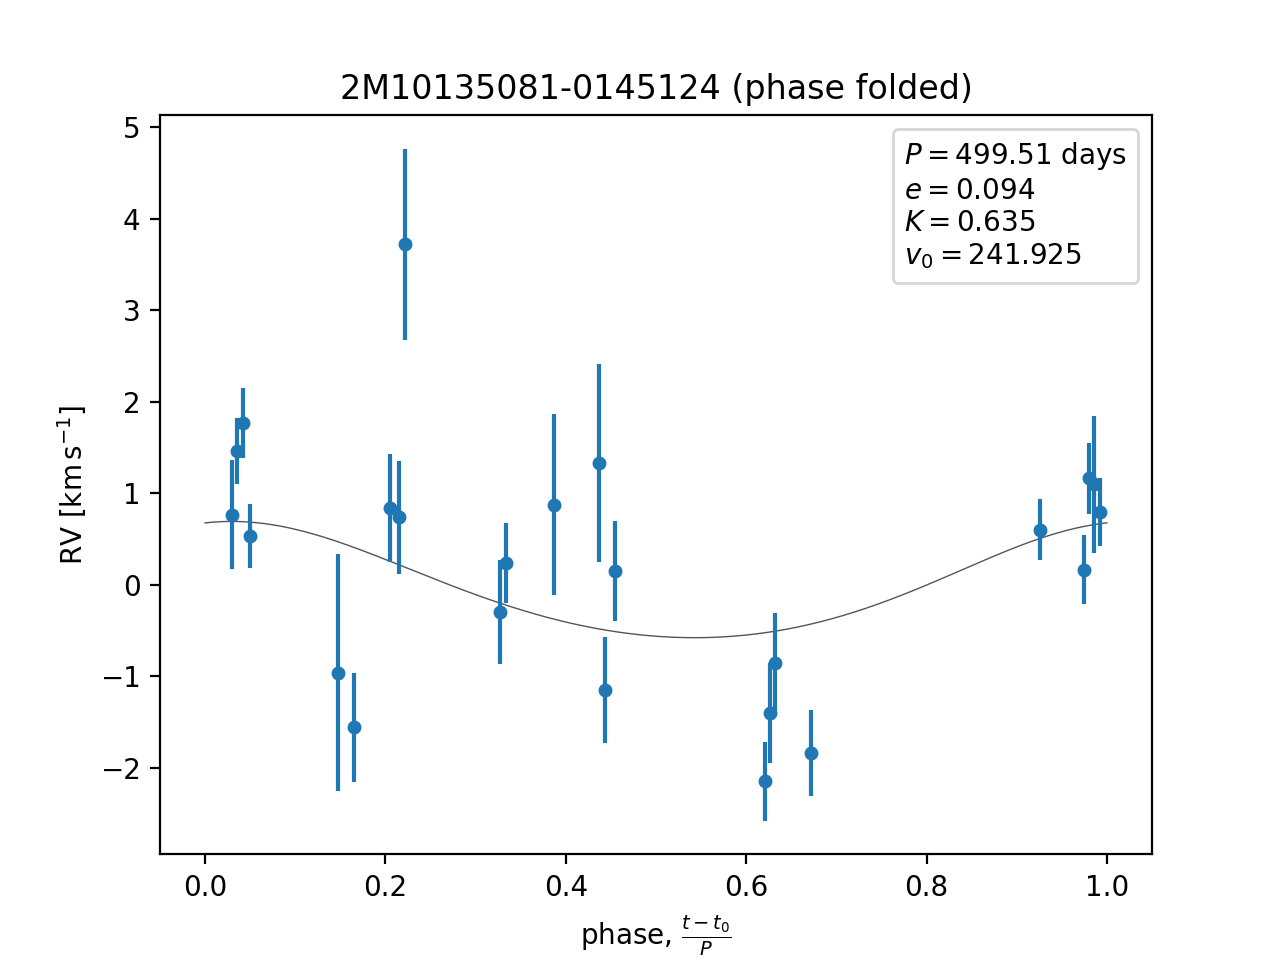 2M10135081-0145124 (phase folded)
P = 499.51 days
e = 0.094
K = 0.635
v₀ = 241.925
5
4
3
2
1
0
−1
−2
RV [km s⁻¹]
0.0 0.2 0.4 0.6 0.8 1.0
phase, (t − t₀)/P